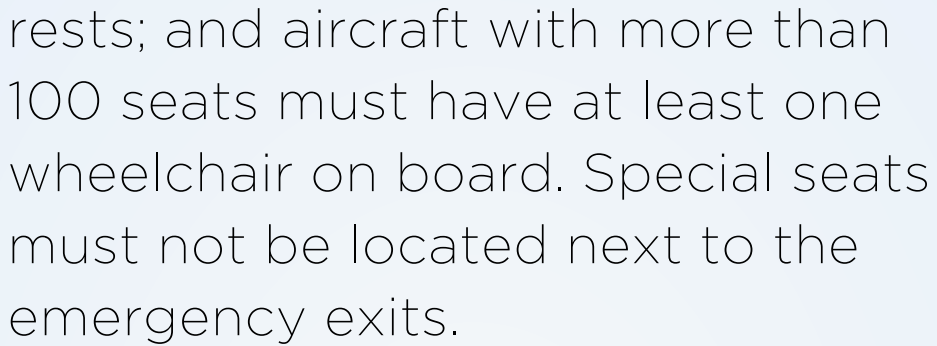 rests; and aircraft with more than
100 seats must have at least one
wheelchair on board. Special seats
must not be located next to the
emergency exits.